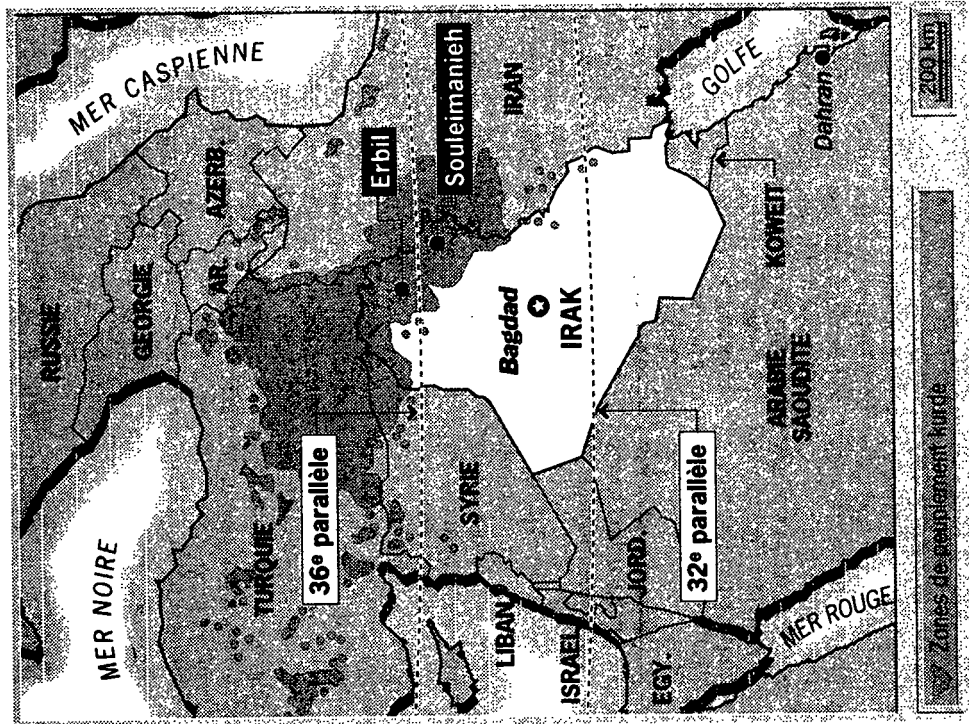 RUSSIE
MER NOIRE
GEORGIE
MER CASPIENNE
AR.
AZERB.
TURQUIE
36e parallèle
Erbil
Souleimanieh
SYRIE
LIBAN
ISRAEL
Bagdad
IRAK
IRAN
JORD.
EGY.
32e parallèle
KOWEIT
GOLFE
ARABIE
SAOUDITE
Dahran
MER ROUGE
Zones de peuplement kurde
200 km